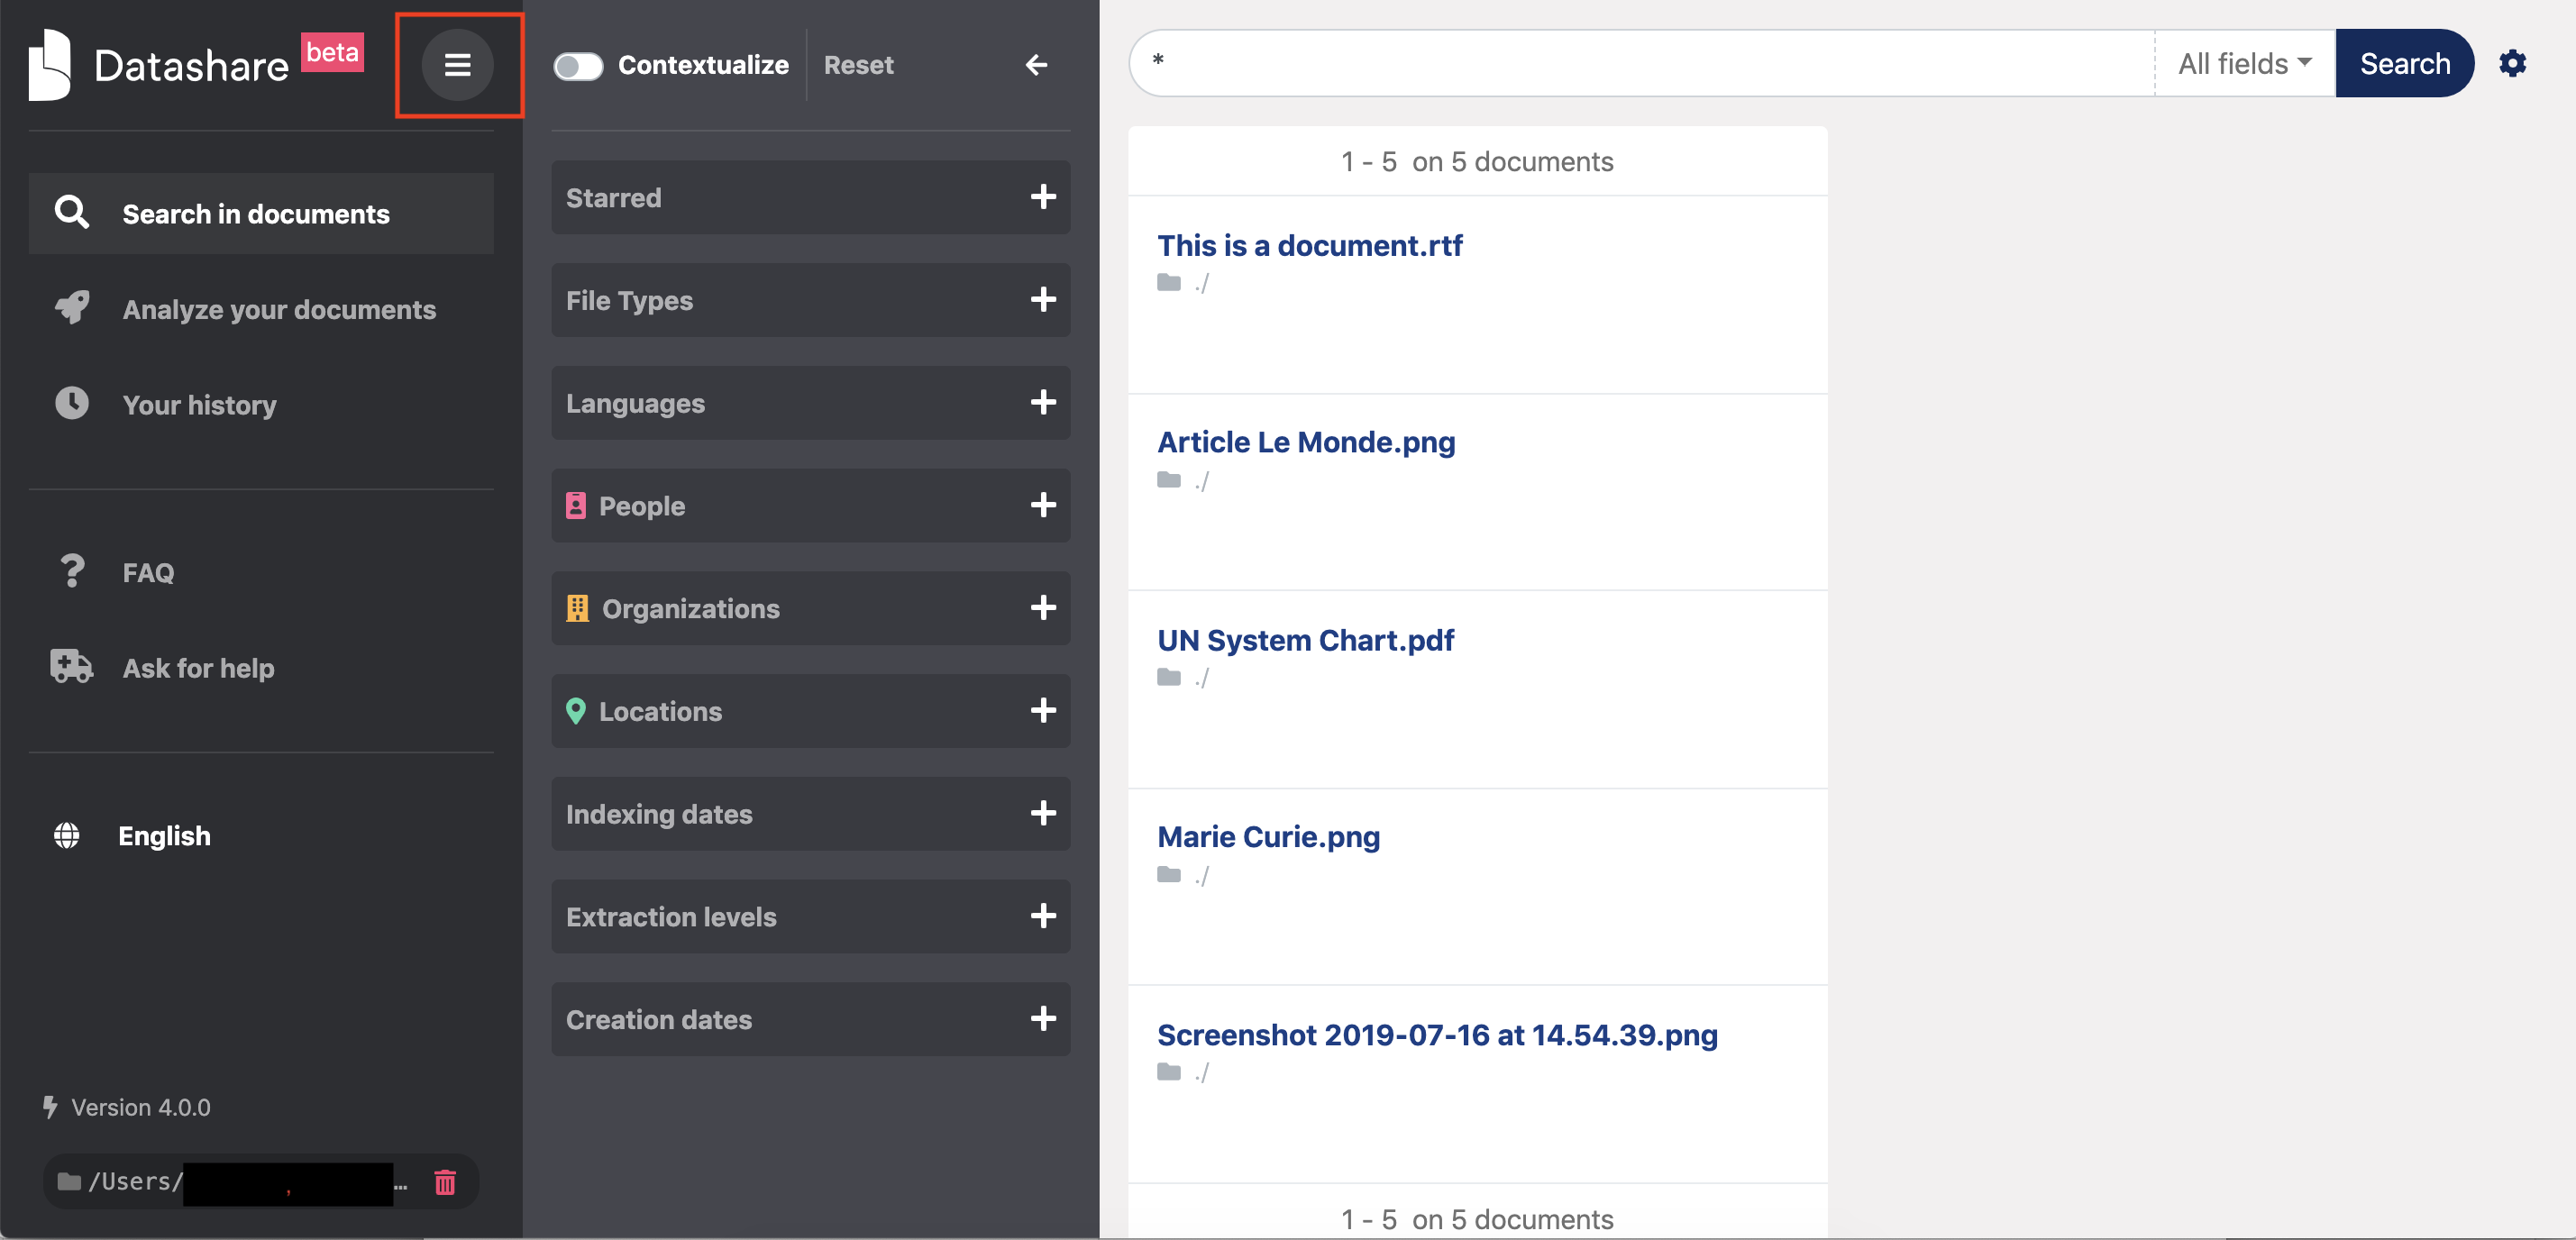 Datashare beta
Search in documents
Analyze your documents
Your history
FAQ
Ask for help
English
Version 4.0.0
/Users/ ...
Contextualize
Reset
Starred
File Types
Languages
People
Organizations
Locations
Indexing dates
Extraction levels
Creation dates
*
All fields
Search
1 - 5 on 5 documents
This is a document.rtf
./
Article Le Monde.png
./
UN System Chart.pdf
./
Marie Curie.png
./
Screenshot 2019-07-16 at 14.54.39.png
./
1 - 5 on 5 documents